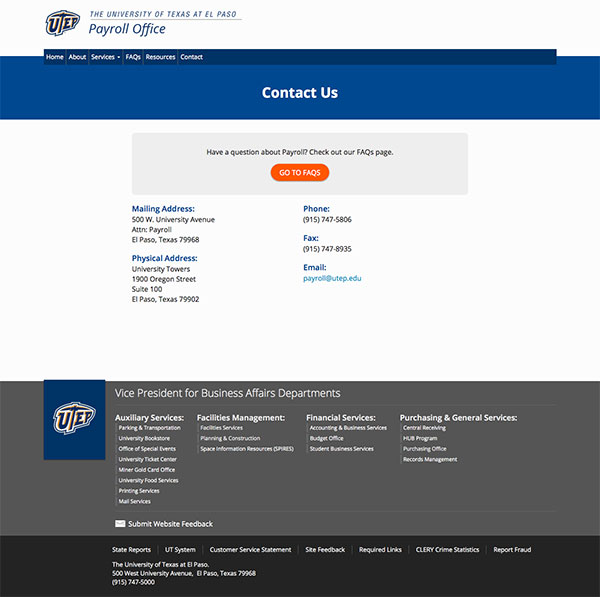 UTEP
THE UNIVERSITY OF TEXAS AT EL PASO
Payroll Office
Home About Services FAQs Resources Contact
Contact Us
Have a question about Payroll? Check out our FAQs page.
GO TO FAQS
Mailing Address:
500 W. University Avenue
Attn: Payroll
El Paso, Texas 79968
Physical Address:
University Towers
1900 Oregon Street
Suite 100
El Paso, Texas 79902
Phone:
(915) 747-5806
Fax:
(915) 747-8935
Email:
payroll@utep.edu
UTEP
Vice President for Business Affairs Departments
Auxiliary Services:
Parking & Transportation
University Bookstore
Office of Special Events
University Ticket Center
Miner Gold Card Office
University Food Services
Printing Services
Mail Services
Facilities Management:
Facilities Services
Planning & Construction
Space Information Resources (SPIRES)
Financial Services:
Accounting & Business Services
Budget Office
Student Business Services
Purchasing & General Services:
Central Receiving
HUB Program
Purchasing Office
Records Management
Submit Website Feedback
State Reports UT System Customer Service Statement Site Feedback Required Links CLERY Crime Statistics Report Fraud
The University of Texas at El Paso.
500 West University Avenue, El Paso, Texas 79968
(915) 747-5000